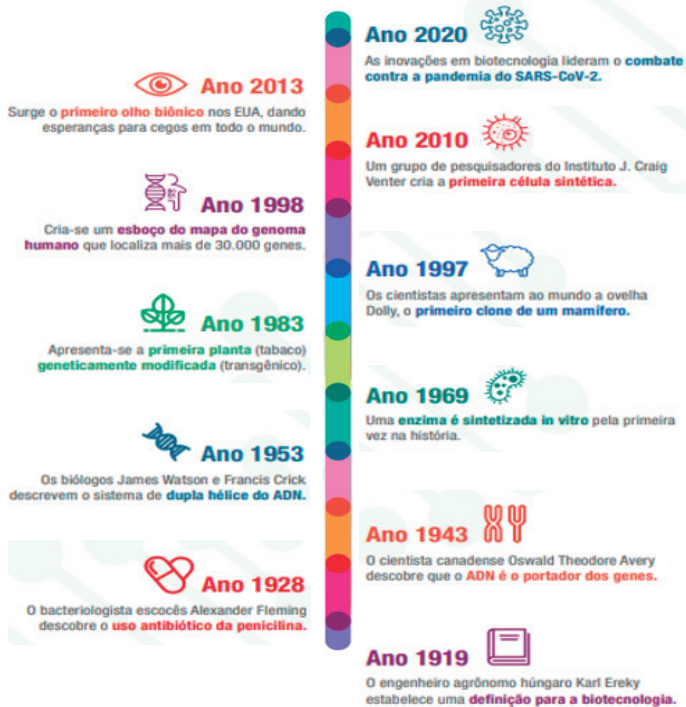 Ano 2020
As inovações em biotecnologia lideram o combate
contra a pandemia do SARS-CoV-2.
Ano 2013
Surge o primeiro olho biônico nos EUA, dando
esperanças para cegos em todo o mundo.
Ano 2010
Um grupo de pesquisadores do Instituto J. Craig
Venter cria a primeira célula sintética.
Ano 1998
Cria-se um esboço do mapa do genoma
humano que localiza mais de 30.000 genes.
Ano 1997
Os cientistas apresentam ao mundo a ovelha
Dolly, o primeiro clone de um mamífero.
Ano 1983
Apresenta-se a primeira planta (tabaco)
geneticamente modificada (transgênico).
Ano 1969
Uma enzima é sintetizada in vitro pela primeira
vez na história.
Ano 1953
Os biólogos James Watson e Francis Crick
descrevem o sistema de dupla hélice do ADN.
Ano 1943
O cientista canadense Oswald Theodore Avery
descobre que o ADN é o portador dos genes.
Ano 1928
O bacteriologista escocês Alexander Fleming
descobre o uso antibiótico da penicilina.
Ano 1919
O engenheiro agrônomo húngaro Karl Ereky
estabelece uma definição para a biotecnologia.